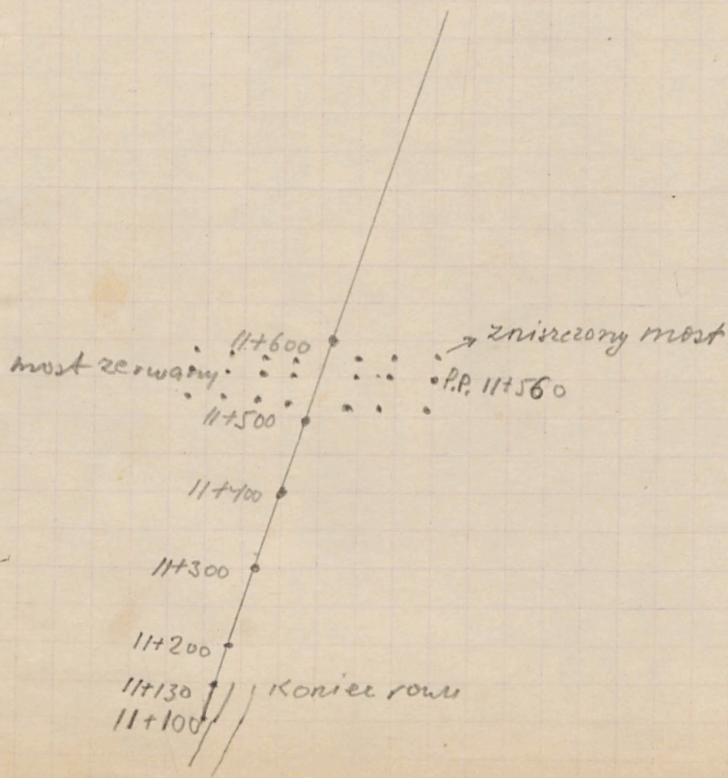 11+600
zniszczony most
most zerwany
P.P. 11+560
11+500
11+400
11+300
11+200
11+130
Koniec rowu
11+100